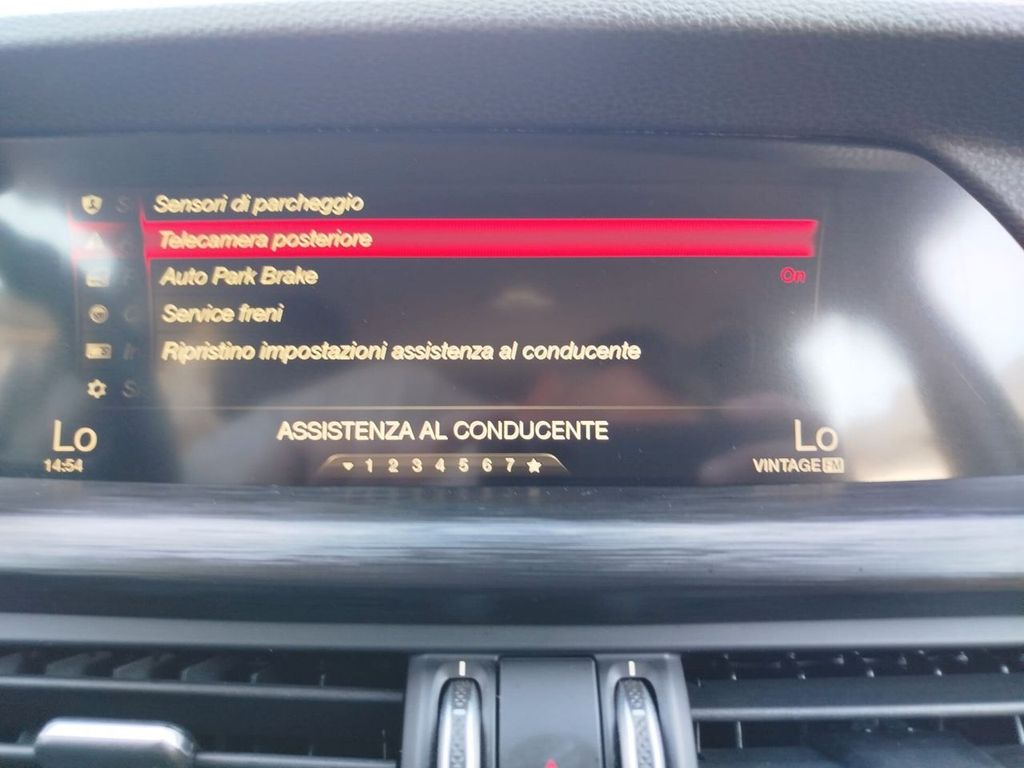 Sensori di parcheggio
Telecamera posteriore
Auto Park Brake On
Service freni
Ripristino impostazioni assistenza al conducente
Lo ASSISTENZA AL CONDUCENTE Lo
14:54 1 2 3 4 5 6 7 VINTAGE FM